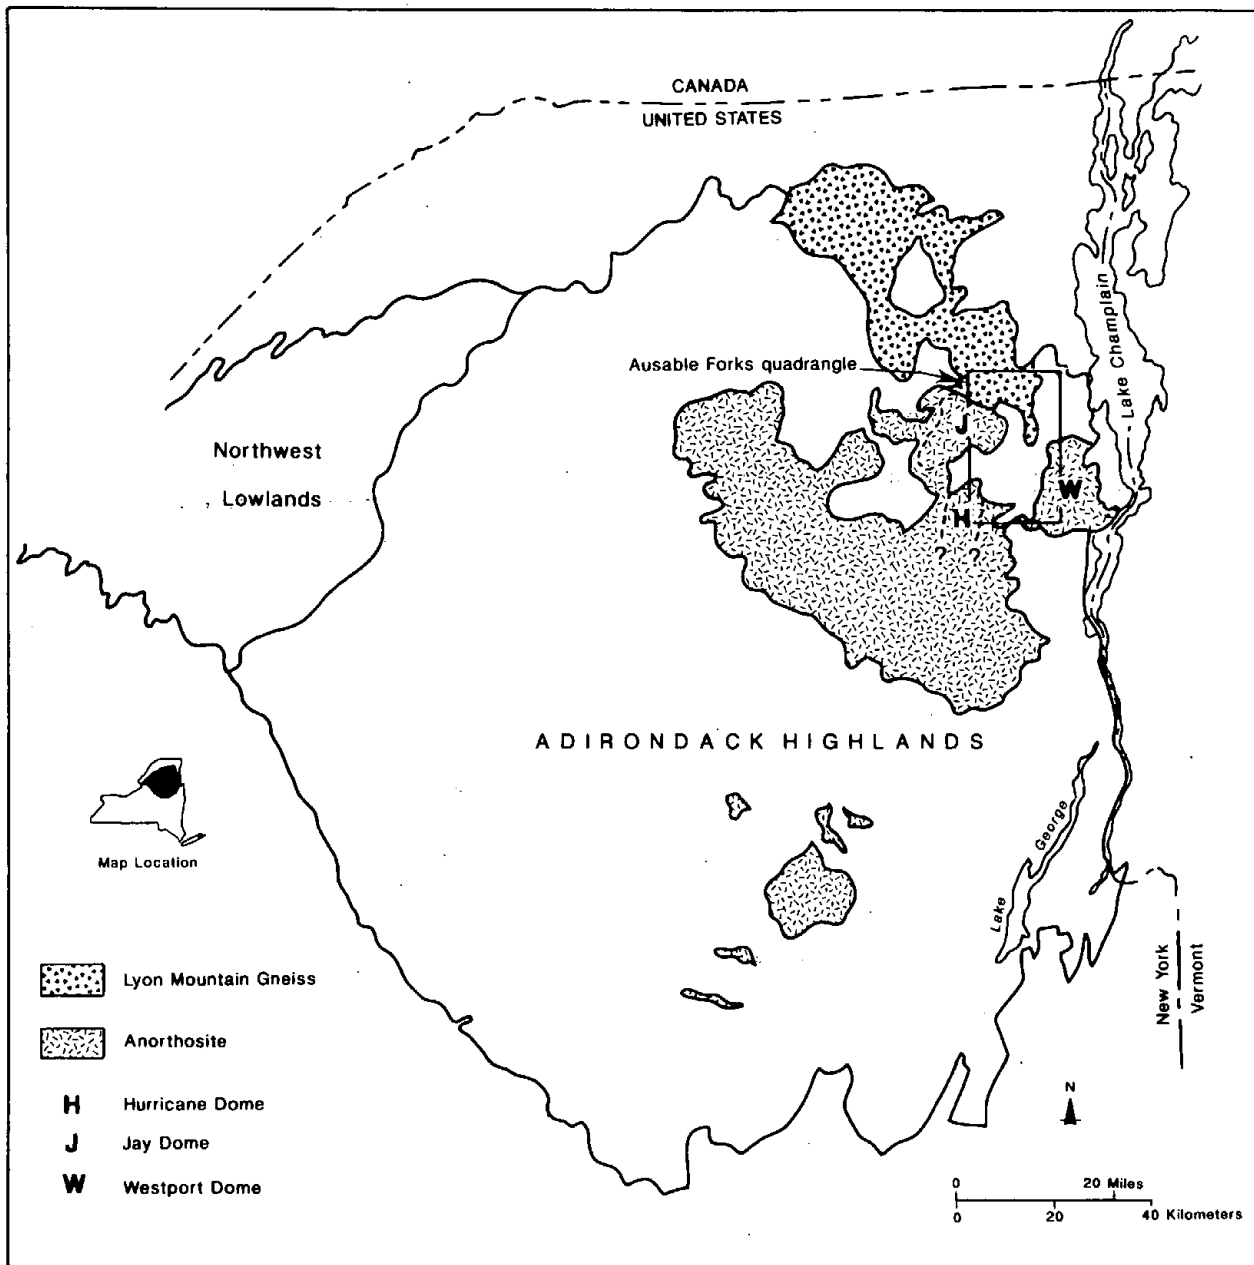 CANADA
UNITED STATES
Lake Champlain
Ausable Forks quadrangle
J
Northwest
Lowlands
W
H
? ?
ADIRONDACK HIGHLANDS
Map Location
Lake George
New York
Vermont
Lyon Mountain Gneiss
Anorthosite
H Hurricane Dome
J Jay Dome
W Westport Dome
N
0 20 Miles
0 20 40 Kilometers